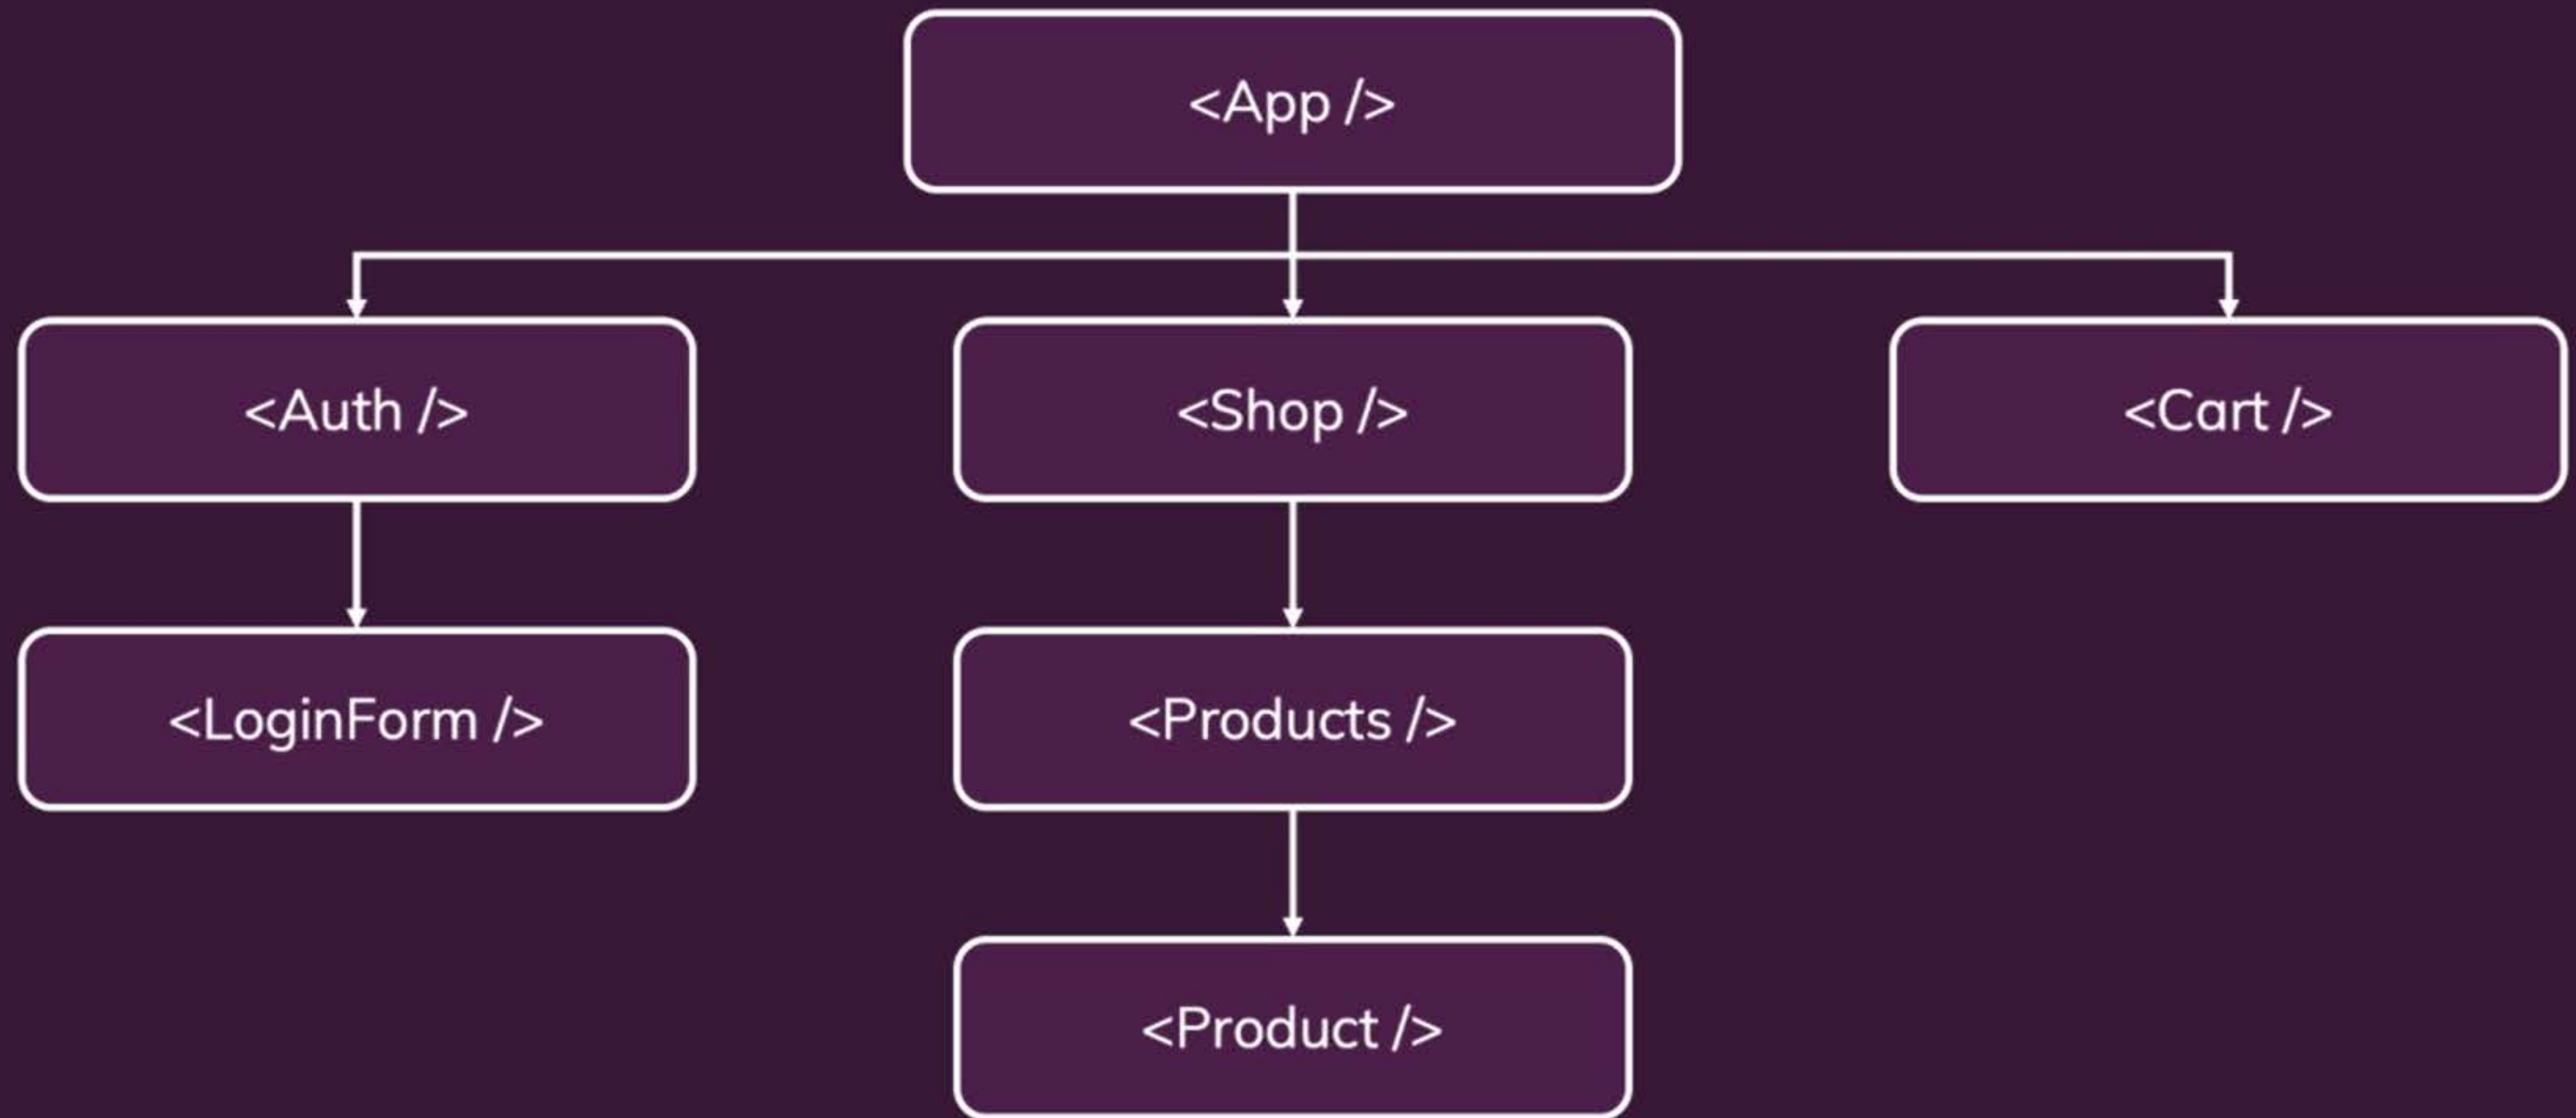 <App />
<Auth />
<Shop />
<Cart />
<LoginForm />
<Products />
<Product />